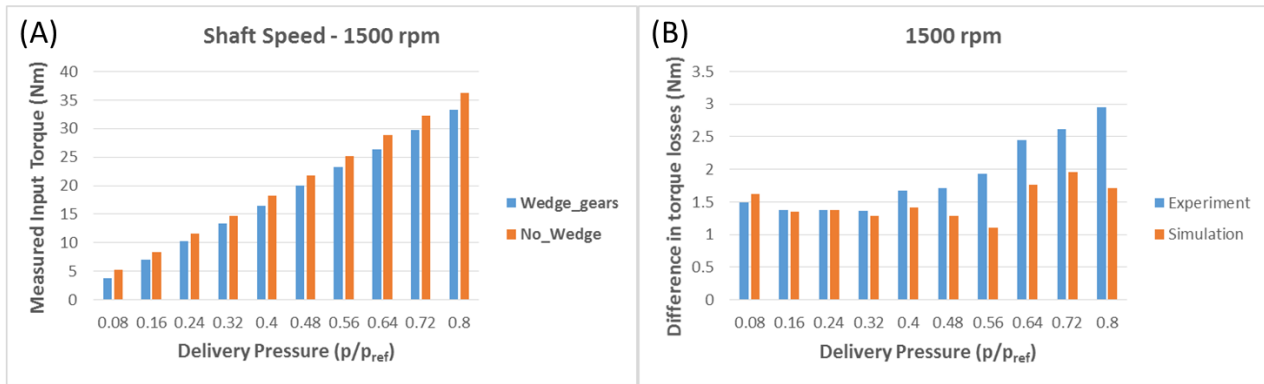 (A)
Shaft Speed - 1500 rpm
Measured Input Torque (Nm)
40
35
30
25
20
15
10
5
0
0.08 0.16 0.24 0.32 0.4 0.48 0.56 0.64 0.72 0.8
Delivery Pressure (p/pref)
Wedge_gears
No_Wedge
(B)
1500 rpm
Difference in torque losses (Nm)
3.5
3
2.5
2
1.5
1
0.5
0
0.08 0.16 0.24 0.32 0.4 0.48 0.56 0.64 0.72 0.8
Delivery Pressure (p/pref)
Experiment
Simulation